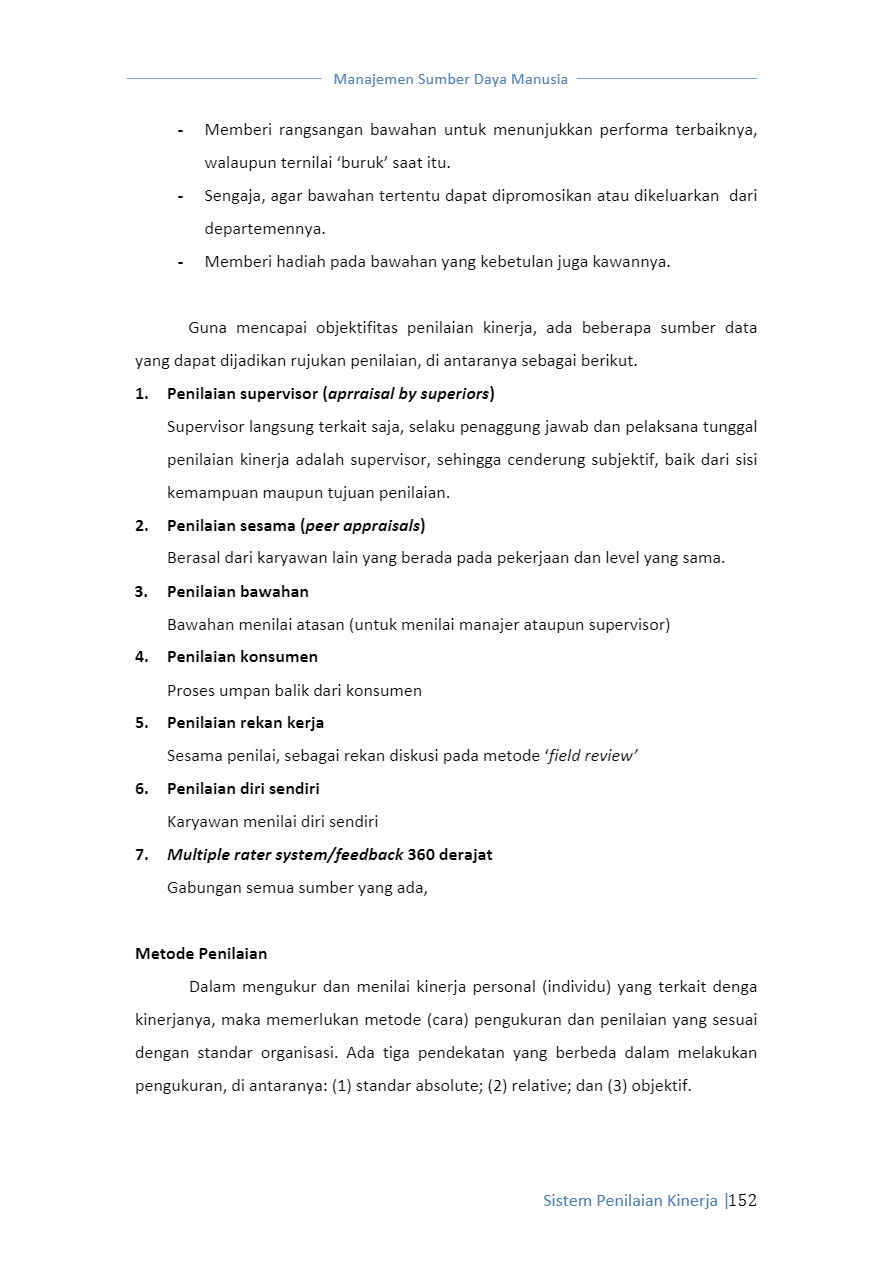 Manajemen Sumber Daya Manusia
- Memberi rangsangan bawahan untuk menunjukkan performa terbaiknya,
walaupun ternilai ‘buruk’ saat itu.
- Sengaja, agar bawahan tertentu dapat dipromosikan atau dikeluarkan dari
departemennya.
- Memberi hadiah pada bawahan yang kebetulan juga kawannya.
Guna mencapai objektifitas penilaian kinerja, ada beberapa sumber data
yang dapat dijadikan rujukan penilaian, di antaranya sebagai berikut.
1. Penilaian supervisor (aprraisal by superiors)
Supervisor langsung terkait saja, selaku penaggung jawab dan pelaksana tunggal
penilaian kinerja adalah supervisor, sehingga cenderung subjektif, baik dari sisi
kemampuan maupun tujuan penilaian.
2. Penilaian sesama (peer appraisals)
Berasal dari karyawan lain yang berada pada pekerjaan dan level yang sama.
3. Penilaian bawahan
Bawahan menilai atasan (untuk menilai manajer ataupun supervisor)
4. Penilaian konsumen
Proses umpan balik dari konsumen
5. Penilaian rekan kerja
Sesama penilai, sebagai rekan diskusi pada metode ‘field review’
6. Penilaian diri sendiri
Karyawan menilai diri sendiri
7. Multiple rater system/feedback 360 derajat
Gabungan semua sumber yang ada,
Metode Penilaian
Dalam mengukur dan menilai kinerja personal (individu) yang terkait denga
kinerjanya, maka memerlukan metode (cara) pengukuran dan penilaian yang sesuai
dengan standar organisasi. Ada tiga pendekatan yang berbeda dalam melakukan
pengukuran, di antaranya: (1) standar absolute; (2) relative; dan (3) objektif.
Sistem Penilaian Kinerja |152